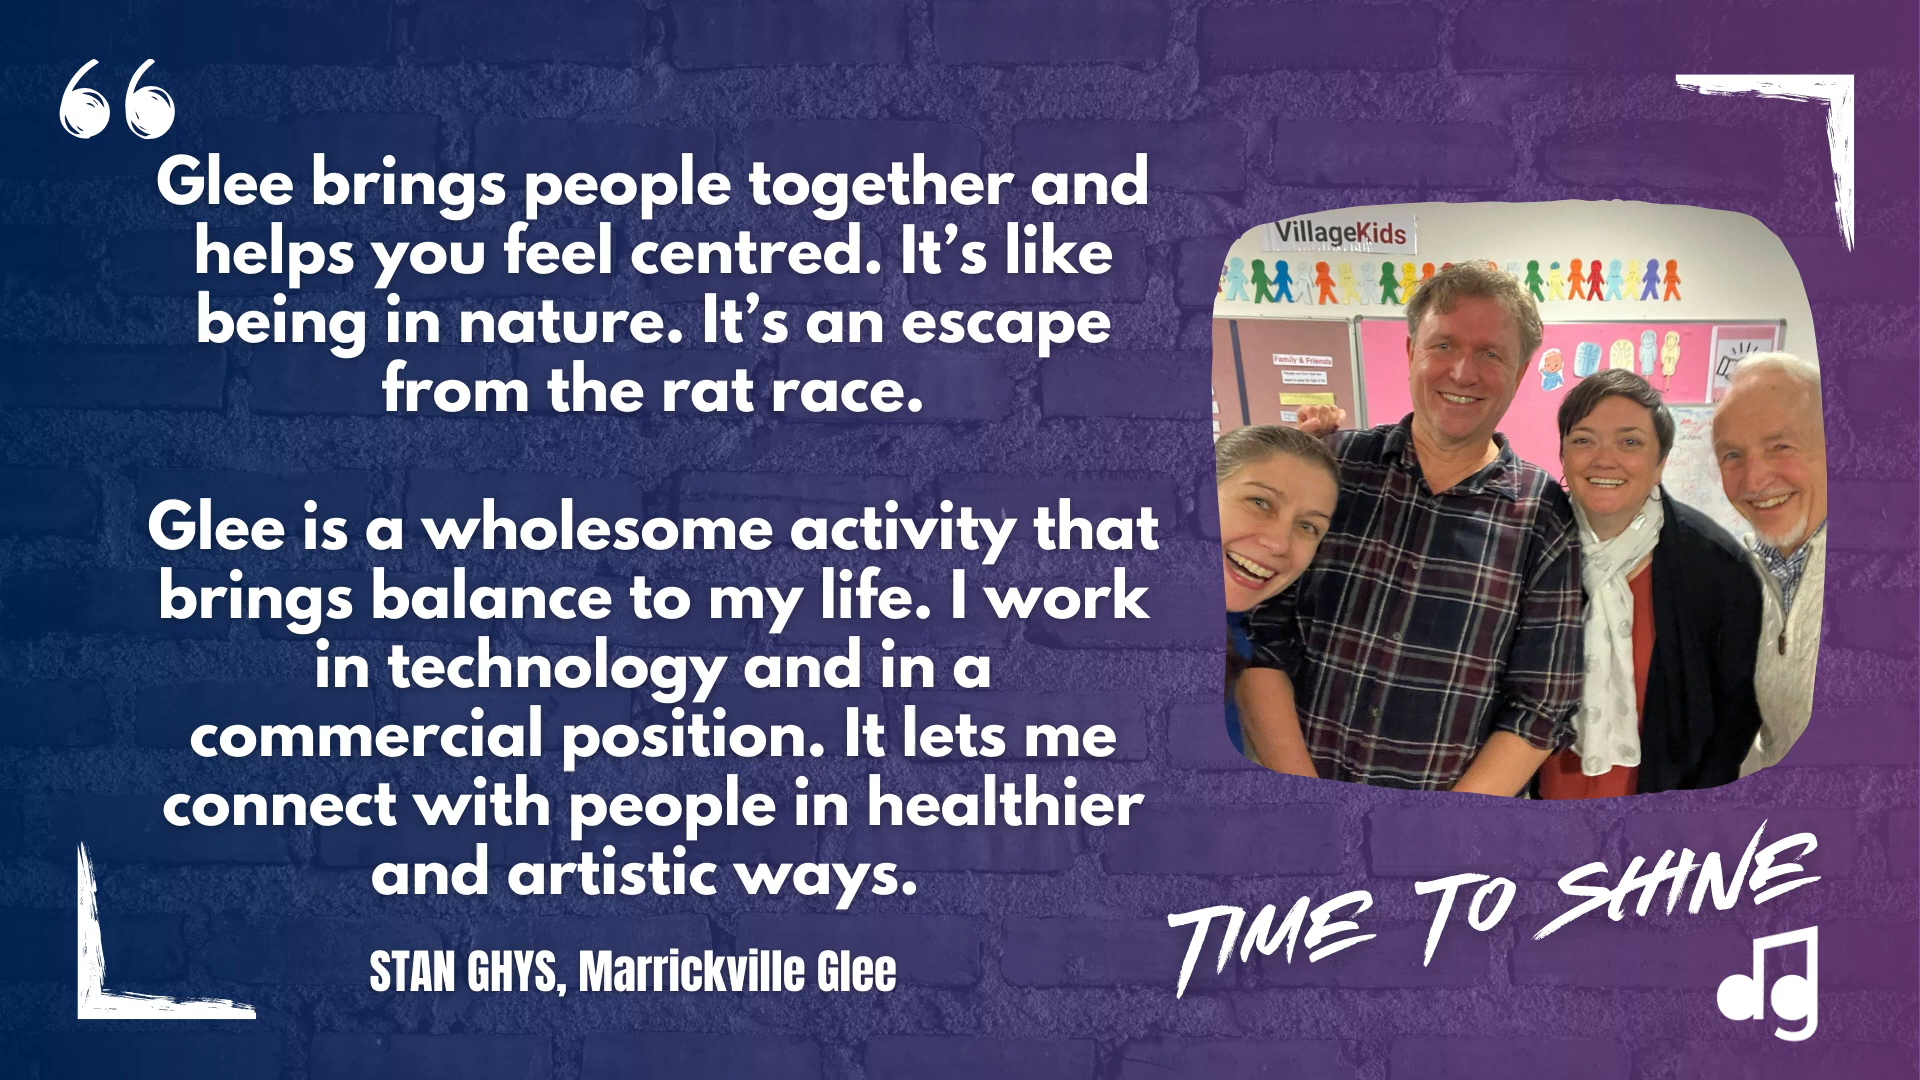 Glee brings people together and
helps you feel centred. It’s like
being in nature. It’s an escape
from the rat race.
Glee is a wholesome activity that
brings balance to my life. I work
in technology and in a
commercial position. It lets me
connect with people in healthier
and artistic ways.
STAN GHYS, Marrickville Glee
VillageKids
Family & Friends
TIME TO SHINE
dg